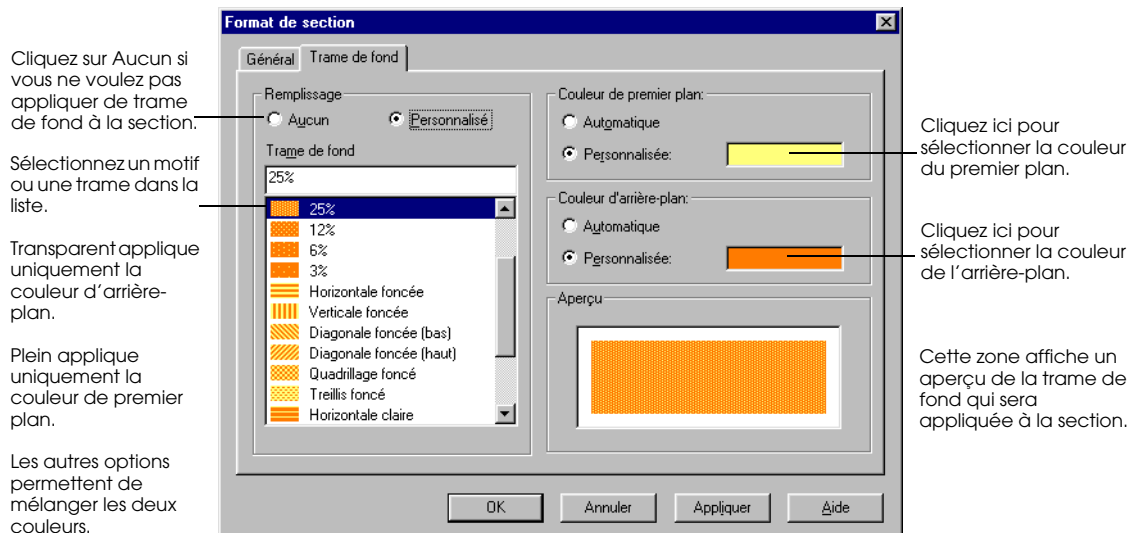 Format de section
Général
Trame de fond
Cliquez sur Aucun si
vous ne voulez pas
appliquer de trame
de fond à la section.
Sélectionnez un motif
ou une trame dans la
liste.
Transparent applique
uniquement la
couleur d’arrière-
plan.
Plein applique
uniquement la
couleur de premier
plan.
Les autres options
permettent de
mélanger les deux
couleurs.
Remplissage
Aucun
Personnalisé
Trame de fond
25%
25%
12%
6%
3%
Horizontale foncée
Verticale foncée
Diagonale foncée (bas)
Diagonale foncée (haut)
Quadrillage foncé
Treillis foncé
Horizontale claire
Couleur de premier plan:
Automatique
Personnalisée:
Couleur d'arrière-plan:
Automatique
Personnalisée:
Aperçu
OK
Annuler
Appliquer
Aide
Cliquez ici pour
sélectionner la couleur
du premier plan.
Cliquez ici pour
sélectionner la couleur
de l’arrière-plan.
Cette zone affiche un
aperçu de la trame de
fond qui sera
appliquée à la section.